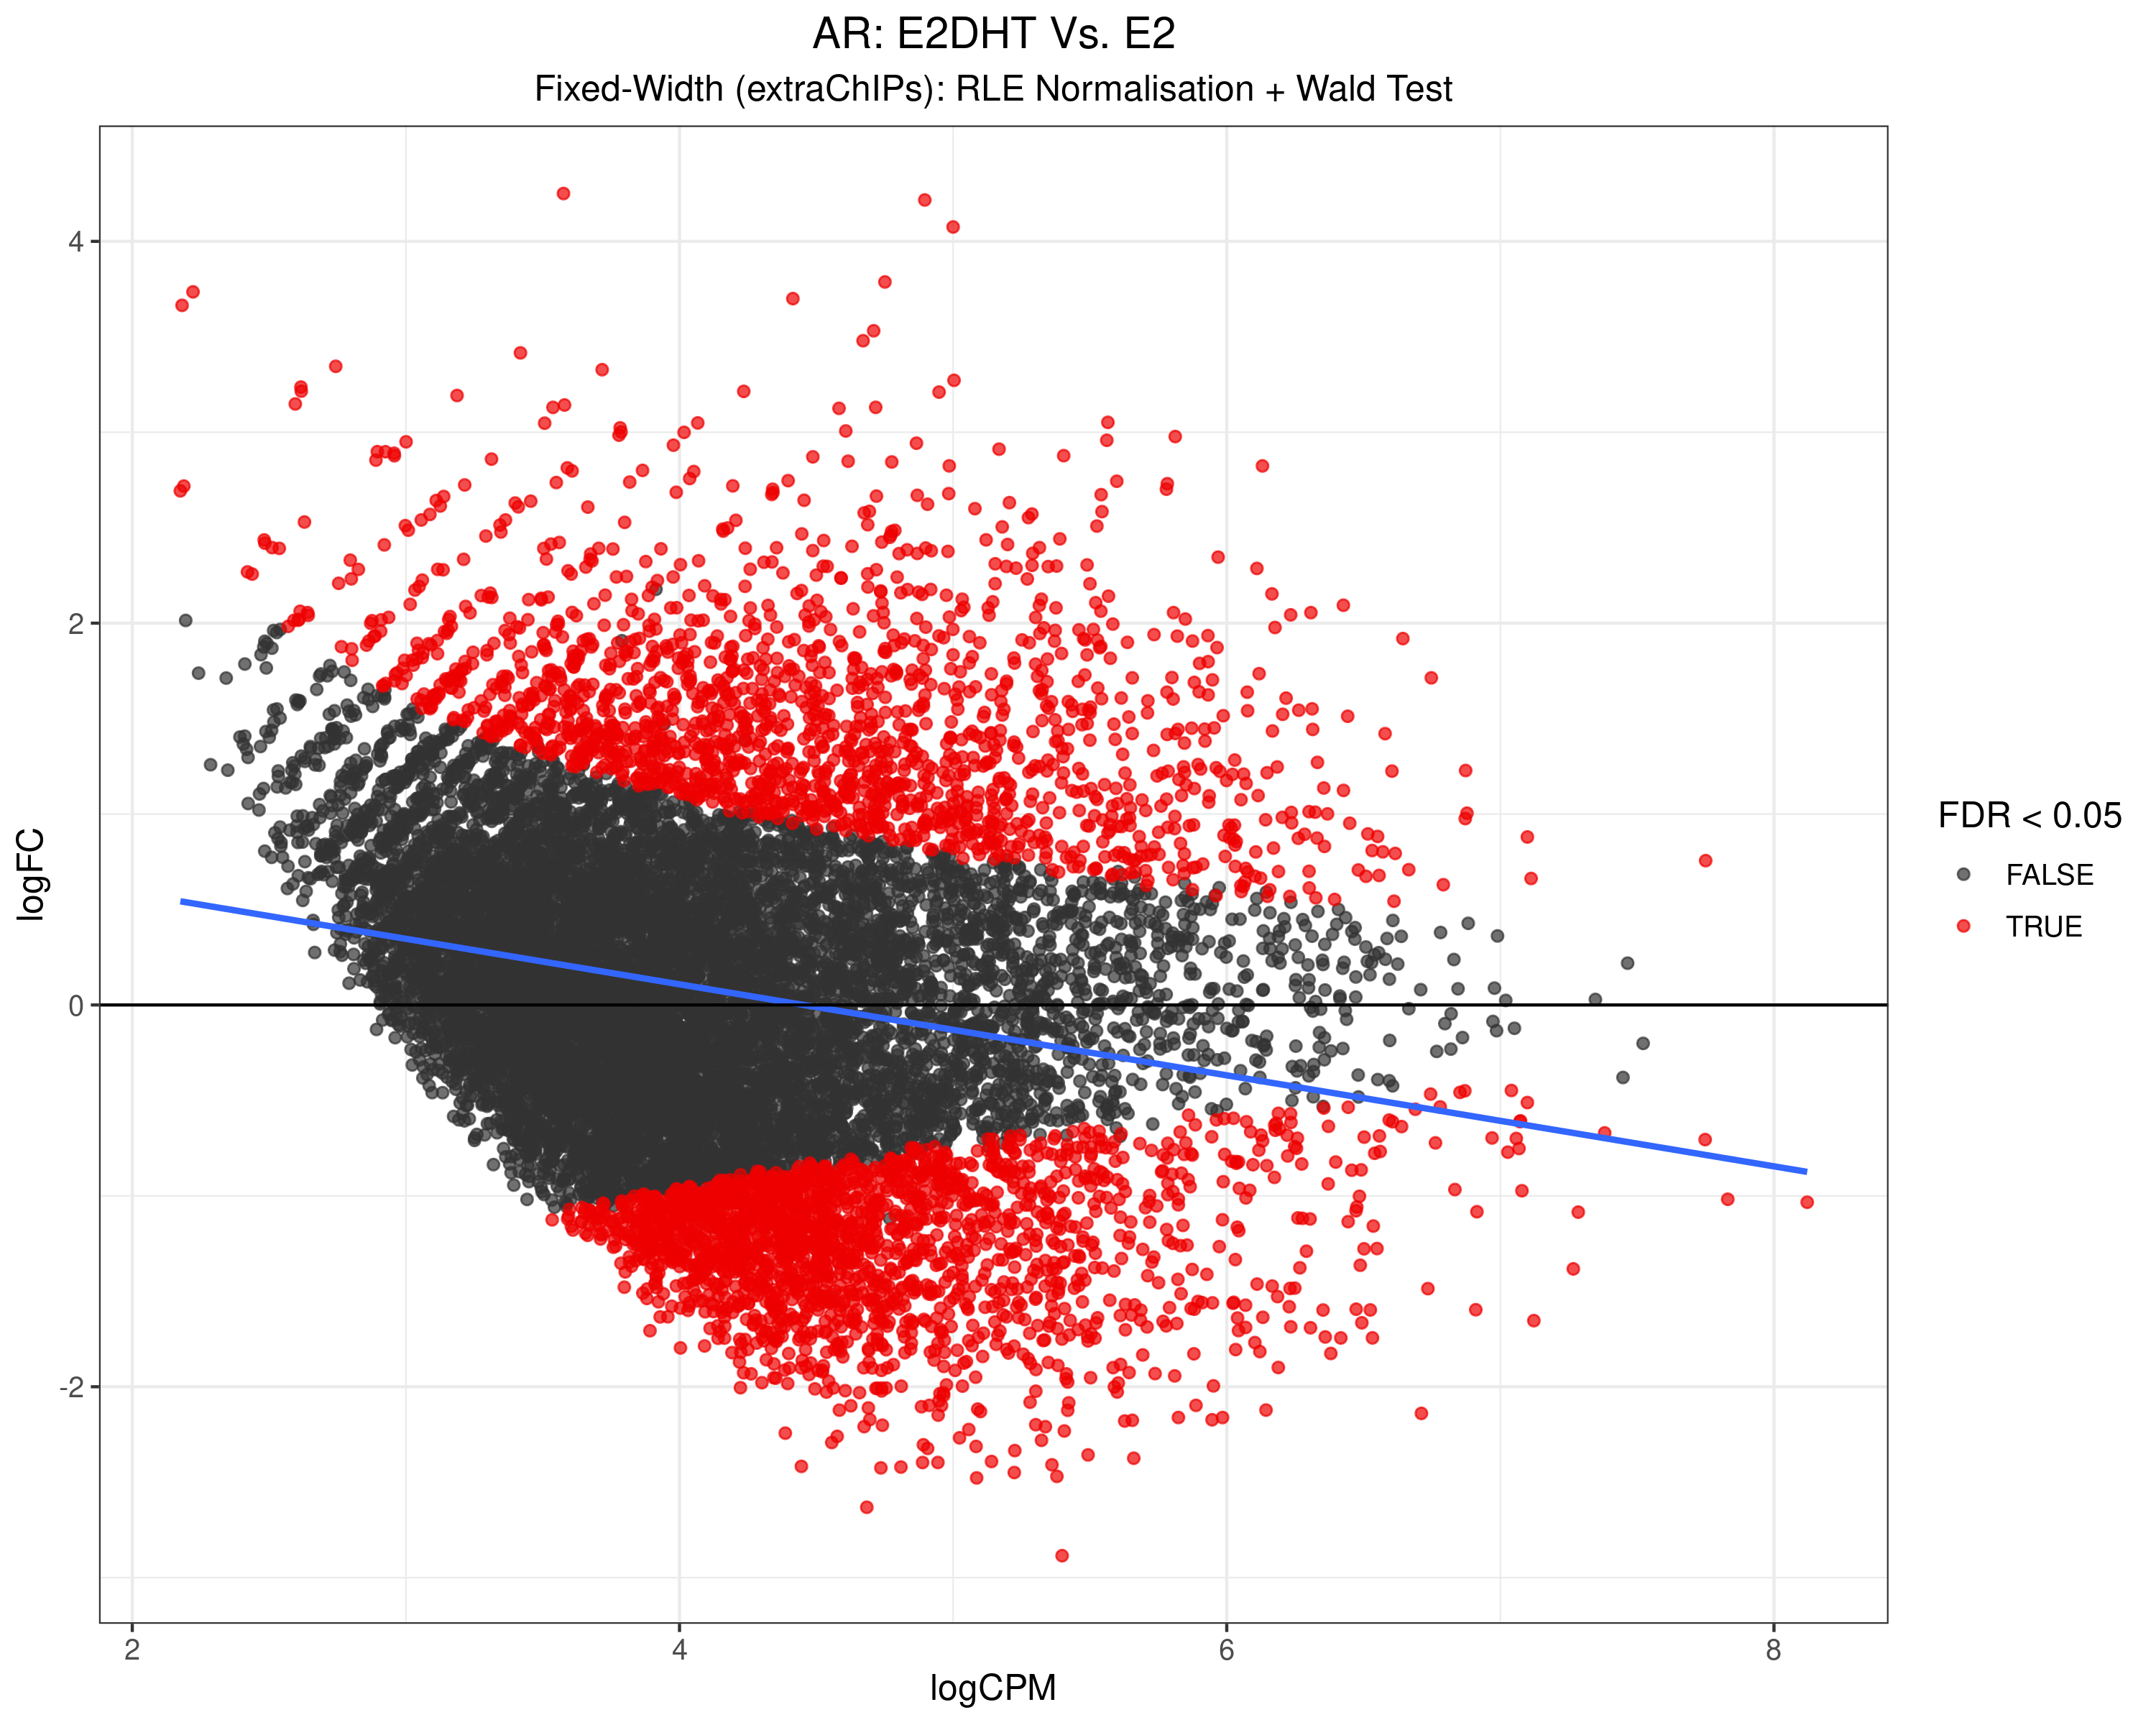 AR: E2DHT Vs. E2
Fixed-Width (extraChIPs): RLE Normalisation + Wald Test
4
2
0
-2
logFC
2
4
6
8
logCPM
FDR < 0.05
FALSE
TRUE